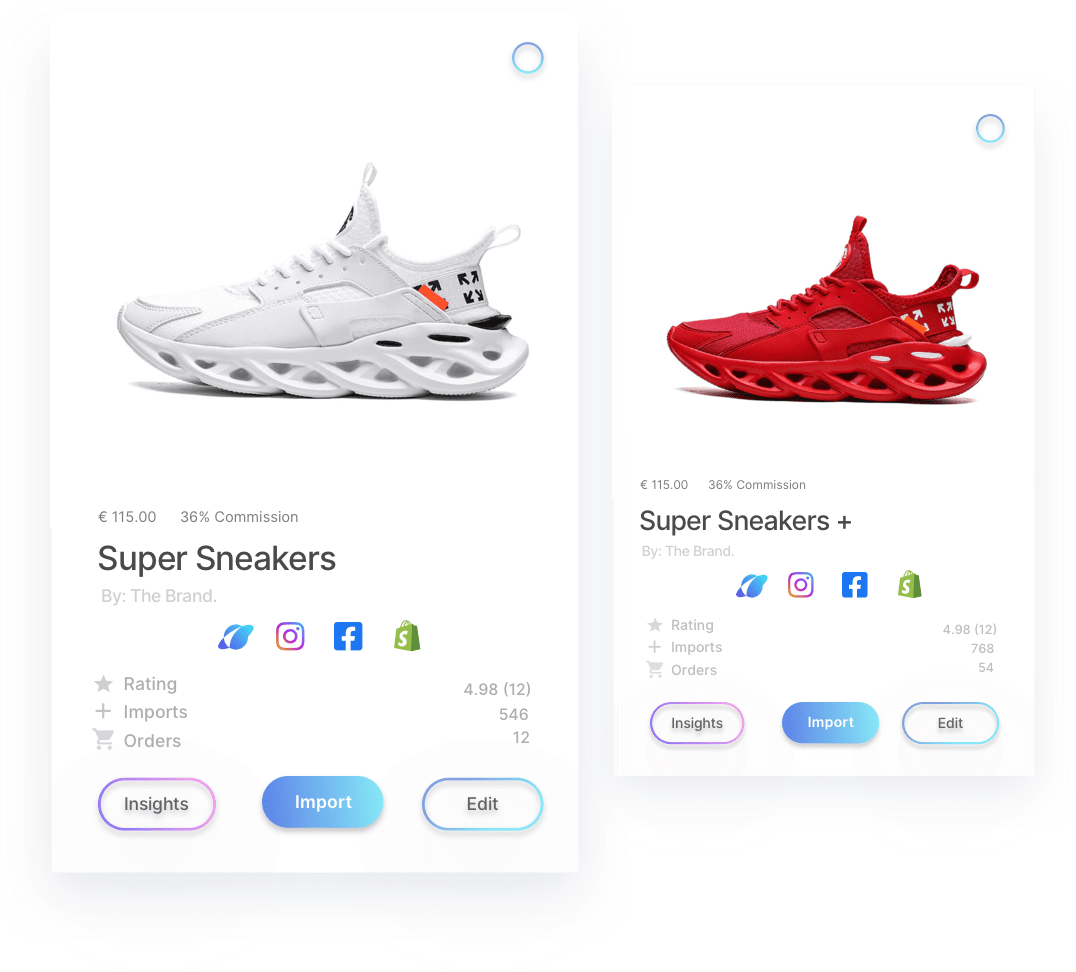 € 115.00 36% Commission
Super Sneakers
By: The Brand.
Rating 4.98 (12)
Imports 546
Orders 12
Insights Import Edit
€ 115.00 36% Commission
Super Sneakers +
By: The Brand.
Rating 4.98 (12)
Imports 768
Orders 54
Insights Import Edit